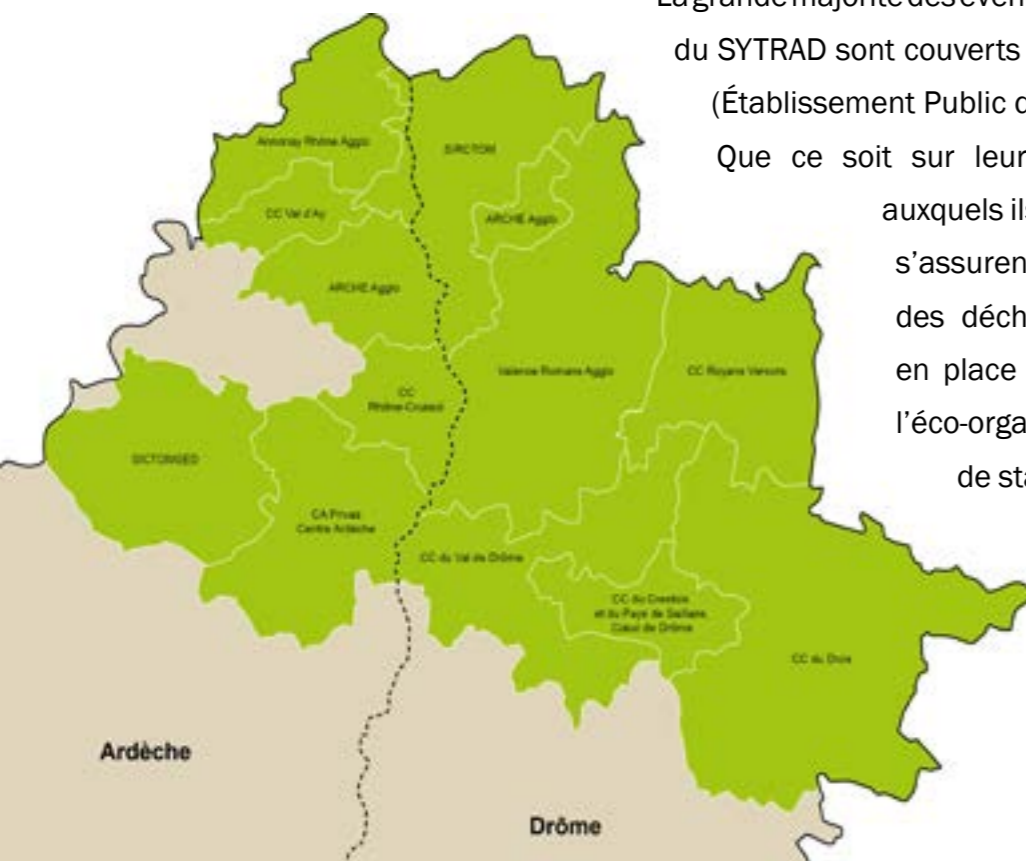 La grande majorité des évén
du SYTRAD sont couverts
(Établissement Public d
Que ce soit sur leur
auxquels ils
s’assuren
des déch
en place
l’éco-orga
de sta
Annonay Rhône Agglo
SIRCTOM
CC Val d'Ay
ARCHE Agglo
ARCHE Agglo
Valence Romans Agglo
CC Royans Vercors
CC
Rhône-Crussol
SICTOMSED
CA Privas
Centre Ardèche
CC du Val de Drôme
CC du Crestois
et du Pays de Saillans
Cœur de Drôme
CC du Diois
Ardèche
Drôme